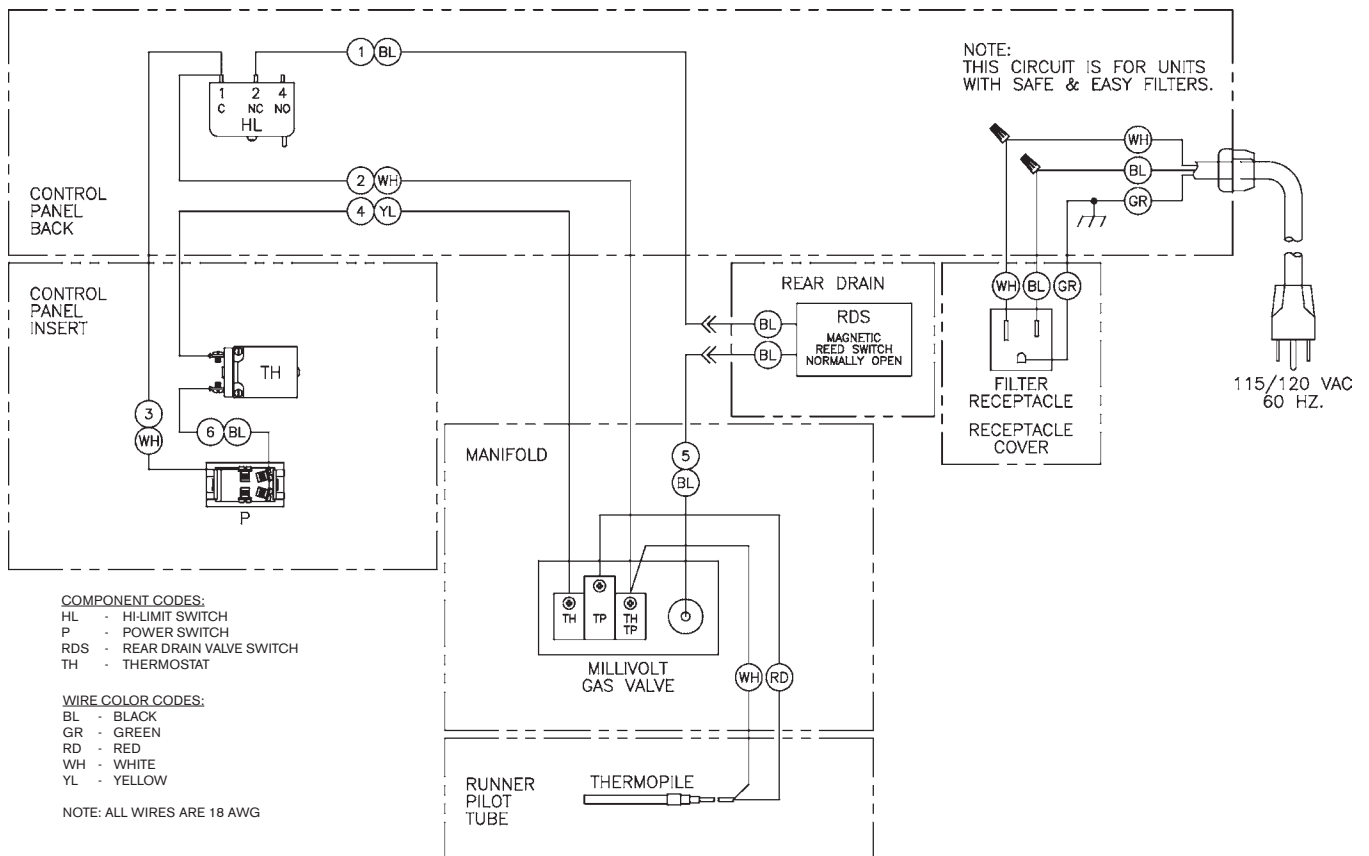 1 BL
NOTE:
THIS CIRCUIT IS FOR UNITS
WITH SAFE & EASY FILTERS.
1 2 4
C NC NO
HL
WH
BL
GR
2 WH
4 YL
CONTROL
PANEL
BACK
CONTROL
PANEL
INSERT
TH
3
WH
6 BL
P
REAR DRAIN
BL
BL
RDS
MAGNETIC
REED SWITCH
NORMALLY OPEN
WH BL GR
FILTER
RECEPTACLE
RECEPTACLE
COVER
115/120 VAC
60 HZ.
MANIFOLD
5
BL
TH TP TH
TP
MILLIVOLT
GAS VALVE
WH RD
RUNNER
PILOT
TUBE
THERMOPILE
COMPONENT CODES:
HL - HI-LIMIT SWITCH
P - POWER SWITCH
RDS - REAR DRAIN VALVE SWITCH
TH - THERMOSTAT
WIRE COLOR CODES:
BL - BLACK
GR - GREEN
RD - RED
WH - WHITE
YL - YELLOW
NOTE: ALL WIRES ARE 18 AWG